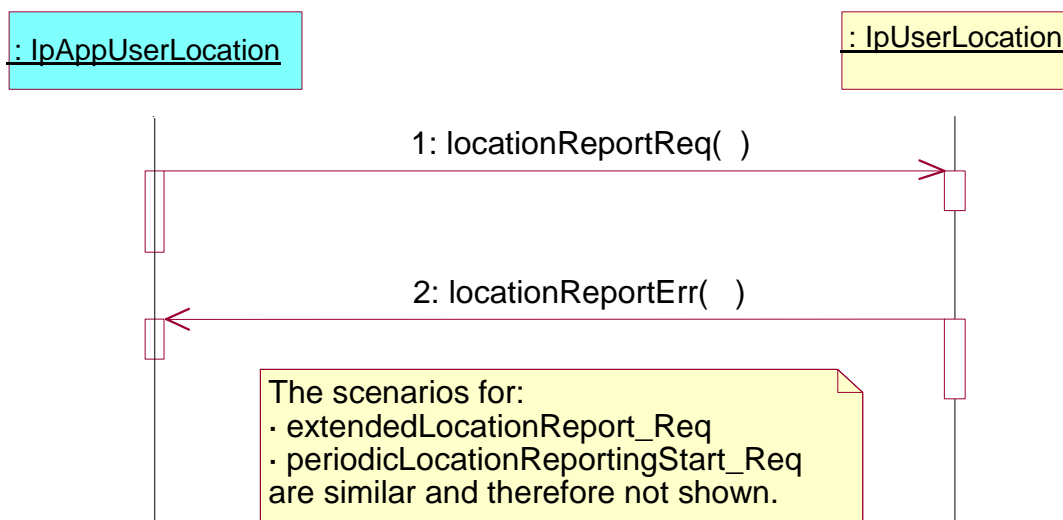 : IpAppUserLocation
: IpUserLocation
1: locationReportReq(  )
2: locationReportErr(   )
The scenarios for:
· extendedLocationReport_Req
· periodicLocationReportingStart_Req
are similar and therefore not shown.